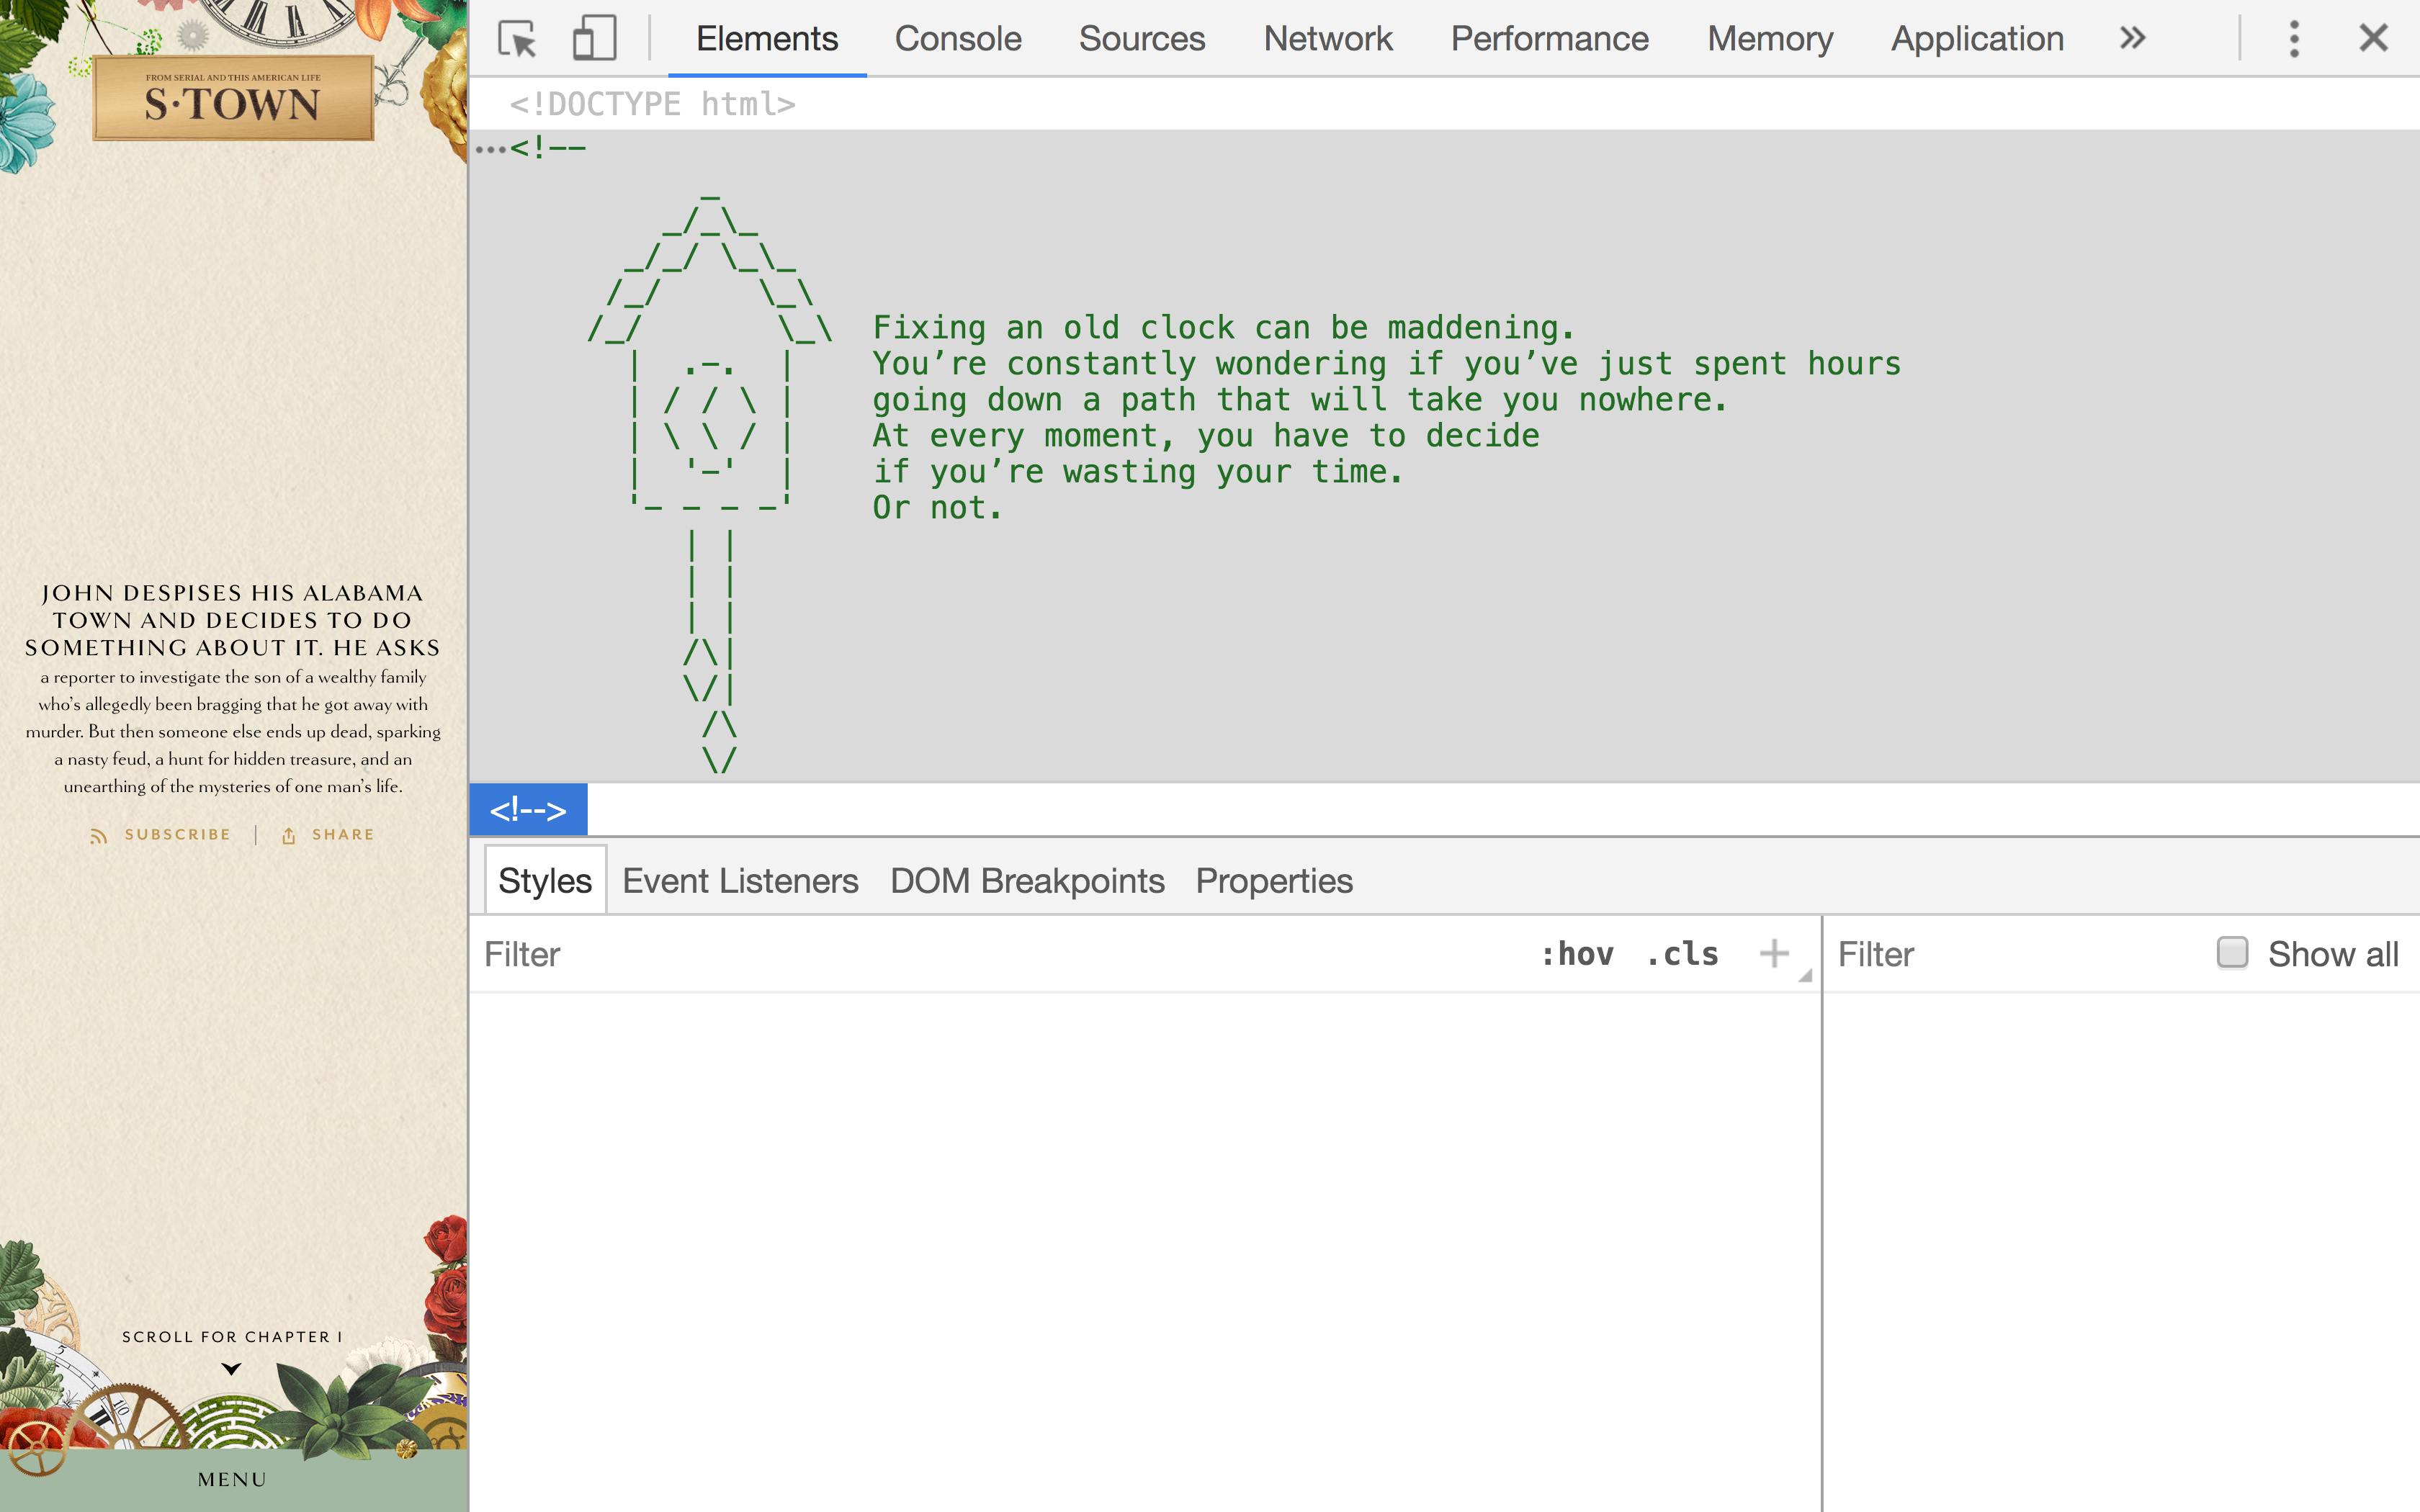 FROM SERIAL AND THIS AMERICAN LIFE
S·TOWN
JOHN DESPISES HIS ALABAMA
TOWN AND DECIDES TO DO
SOMETHING ABOUT IT. HE ASKS
a reporter to investigate the son of a wealthy family
who’s allegedly been bragging that he got away with
murder. But then someone else ends up dead, sparking
a nasty feud, a hunt for hidden treasure, and an
unearthing of the mysteries of one man’s life.
SUBSCRIBE | SHARE
SCROLL FOR CHAPTER I
5
10
MENU
Elements Console Sources Network Performance Memory Application »
<!DOCTYPE html>
...<!--
Fixing an old clock can be maddening.
You’re constantly wondering if you’ve just spent hours
going down a path that will take you nowhere.
At every moment, you have to decide
if you’re wasting your time.
Or not.
<!-->
Styles Event Listeners DOM Breakpoints Properties
Filter :hov .cls + Filter Show all